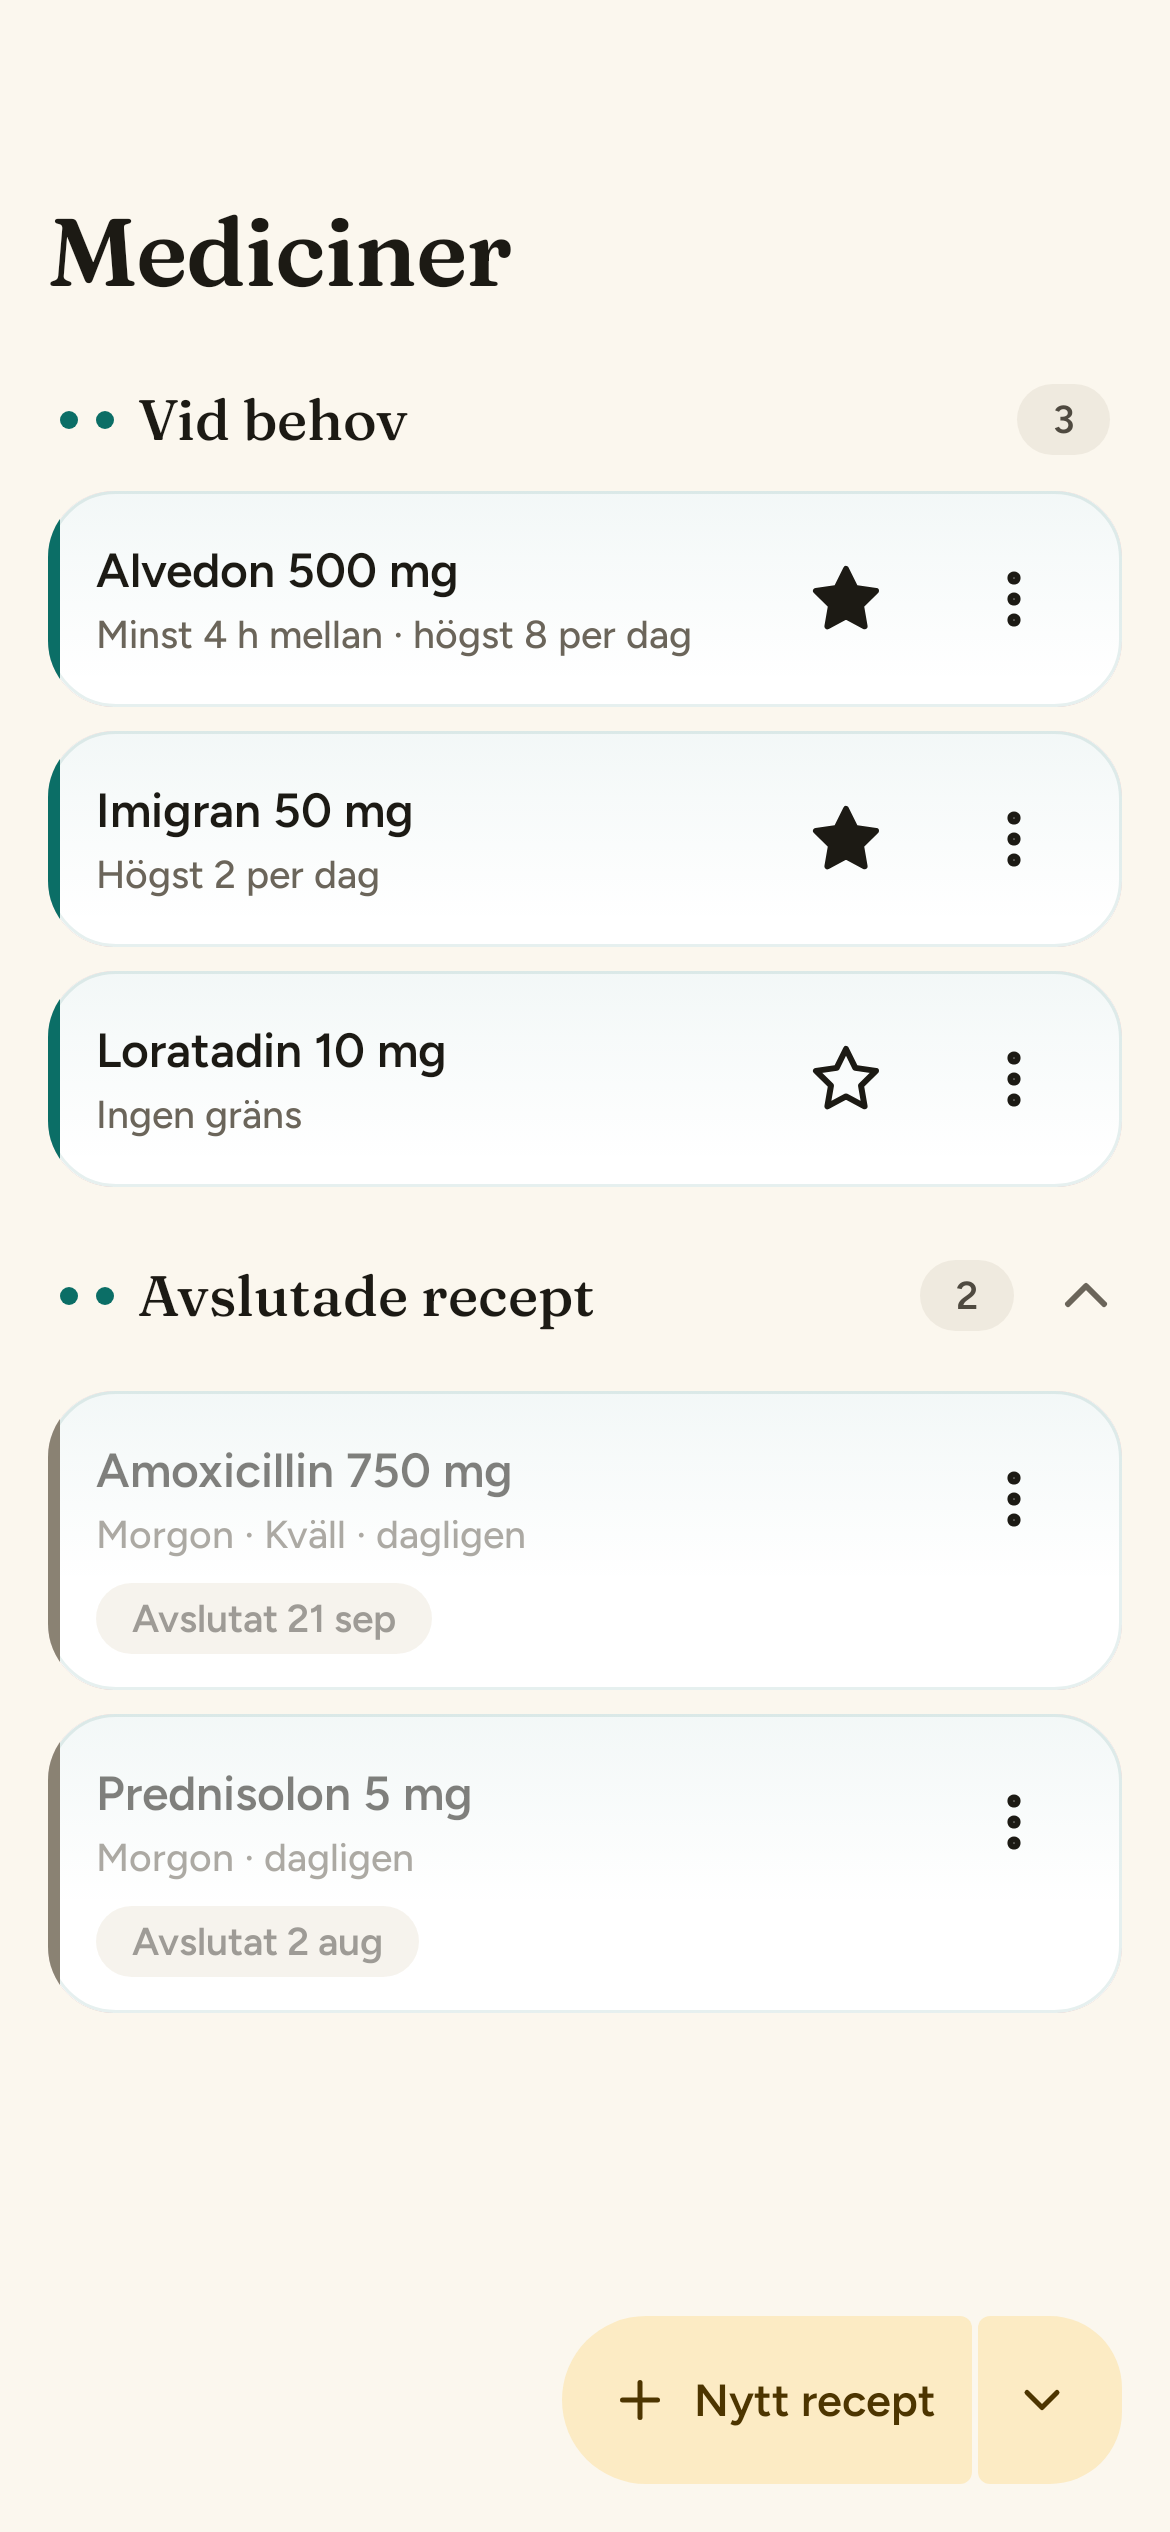 Mediciner
Vid behov
3
Alvedon 500 mg
Minst 4 h mellan · högst 8 per dag
Imigran 50 mg
Högst 2 per dag
Loratadin 10 mg
Ingen gräns
Avslutade recept
2
Amoxicillin 750 mg
Morgon · Kväll · dagligen
Avslutat 21 sep
Prednisolon 5 mg
Morgon · dagligen
Avslutat 2 aug
Nytt recept